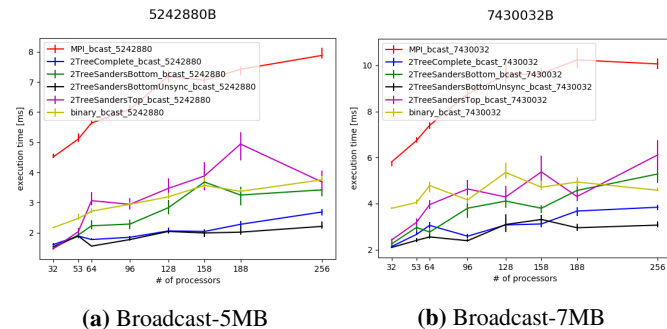 5242880B
execution time [ms]
8
7
6
5
4
3
2
MPI_bcast_5242880
2TreeComplete_bcast_5242880
2TreeSandersBottom_bcast_5242880
2TreeSandersBottomUnsync_bcast_5242880
2TreeSandersTop_bcast_5242880
binary_bcast_5242880
32 53 64 96 128 158 188 256
# of processors
(a) Broadcast-5MB
7430032B
execution time [ms]
10
8
6
4
2
MPI_bcast_7430032
2TreeComplete_bcast_7430032
2TreeSandersBottom_bcast_7430032
2TreeSandersBottomUnsync_bcast_7430032
2TreeSandersTop_bcast_7430032
binary_bcast_7430032
32 53 64 96 128 158 188 256
# of processors
(b) Broadcast-7MB